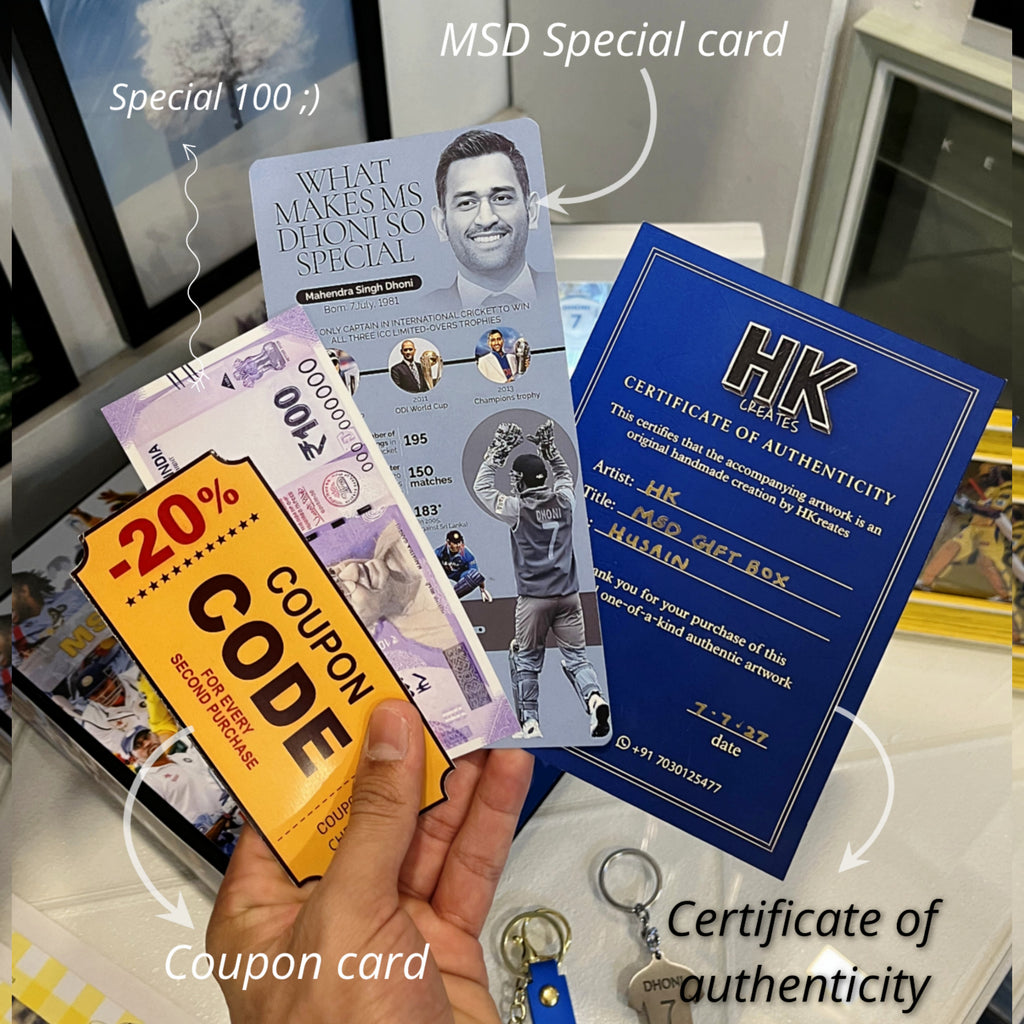 MSD Special card
Special 100 ;)
WHAT
MAKES MS
DHONI SO
SPECIAL
Mahendra Singh Dhoni
Born: 7 July, 1981
ONLY CAPTAIN IN INTERNATIONAL CRICKET TO WIN
ALL THREE ICC LIMITED-OVERS TROPHIES
2011
ODI World Cup
2013
Champions trophy
195
150
matches
183*
DHONI
7
₹100
INDIA
-20%
COUPON
CODE
FOR EVERY
SECOND PURCHASE
HK
CREATES
CERTIFICATE OF AUTHENTICITY
This certifies that the accompanying artwork is an
original handmade creation by HKreates
Artist: HK
Title: MSD GIFT BOX
HUSAIN
you for your purchase of this
one-of-a-kind authentic artwork
7-7-27
date
+91 7030125477
Coupon card
Certificate of
authenticity
DHONI
7